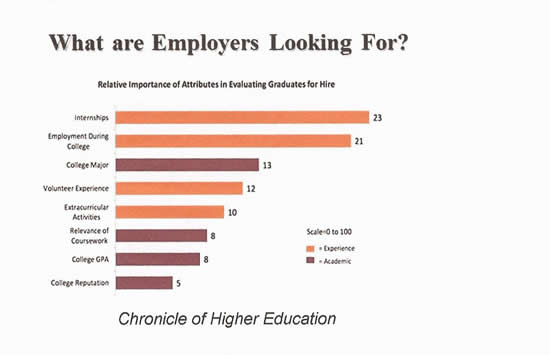 What are Employers Looking For?
Relative Importance of Attributes in Evaluating Graduates for Hire
Internships 23
Employment During
College 21
College Major 13
Volunteer Experience 12
Extracurricular
Activities 10
Relevance of
Coursework 8
College GPA 8
College Reputation 5
Scale=0 to 100
= Experience
= Academic
Chronicle of Higher Education